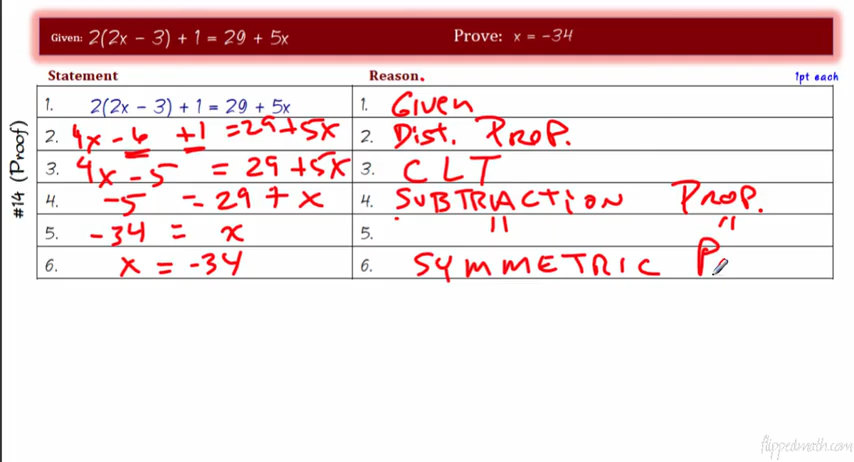 Given: 2(2x - 3) + 1 = 29 + 5x Prove: x = -34
Statement Reason. 1pt each
#14 (Proof)
1. 2(2x - 3) + 1 = 29 + 5x 1. Given
2. 4x - 6 + 1 = 29 + 5x 2. Dist. PROP.
3. 4x - 5 = 29 + 5x 3. CLT
4. -5 = 29 + x 4. SUBTRACTION PROP.
5. -34 = x 5. " "
6. x = -34 6. SYMMETRIC P
flippedmath.com